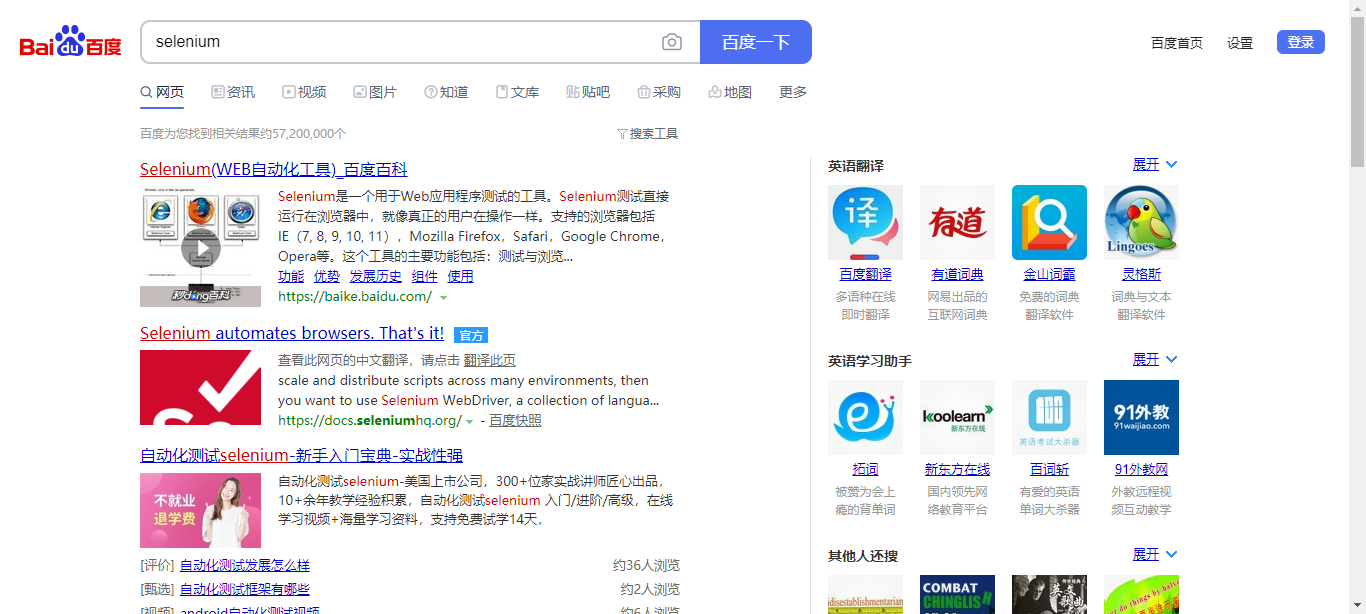 Bai du 百度
selenium
百度一下
百度首页 设置 登录
网页 资讯 视频 图片 知道 文库 贴吧 采购 地图 更多
百度为您找到相关结果约57,200,000个
搜索工具
Selenium(WEB自动化工具)_百度百科
Selenium是一个用于Web应用程序测试的工具。Selenium测试直接
运行在浏览器中，就像真正的用户在操作一样。支持的浏览器包括
IE（7, 8, 9, 10, 11），Mozilla Firefox，Safari，Google Chrome，
Opera等。这个工具的主要功能包括：测试与浏览...
功能 优势 发展历史 组件 使用
秒dǒng百科
https://baike.baidu.com/
Selenium automates browsers. That's it! 官方
查看此网页的中文翻译，请点击 翻译此页
scale and distribute scripts across many environments, then
you want to use Selenium WebDriver, a collection of langua...
https://docs.seleniumhq.org/ - 百度快照
自动化测试selenium-新手入门宝典-实战性强
不就业
退学费
自动化测试selenium-美国上市公司，300+位家实战讲师匠心出品，
10+余年教学经验积累，自动化测试selenium 入门/进阶/高级，在线
学习视频+海量学习资料，支持免费试学14天，
[评价] 自动化测试发展怎么样 约36人浏览
[甄选] 自动化测试框架有哪些 约2人浏览
[视频] android自动化测试视频 约6人浏览
英语翻译 展开
译
有道
Lingoes
百度翻译 有道词典 金山词霸 灵格斯
多语种在线 网易出品的 免费的词典 词典与文本
即时翻译 互联网词典 翻译软件 翻译软件
英语学习助手 展开
koolearn
新东方在线
英语考试大杀器
91外教
91waijiao.com
拓词 新东方在线 百词斩 91外教网
被赞为会上 国内领先网 有爱的英语 外教远程视
瘾的背单词 络教育平台 单词大杀器 频互动教学
其他人还搜 展开
disestablishmentarian
COMBAT
CHINGLISH
英文歌曲